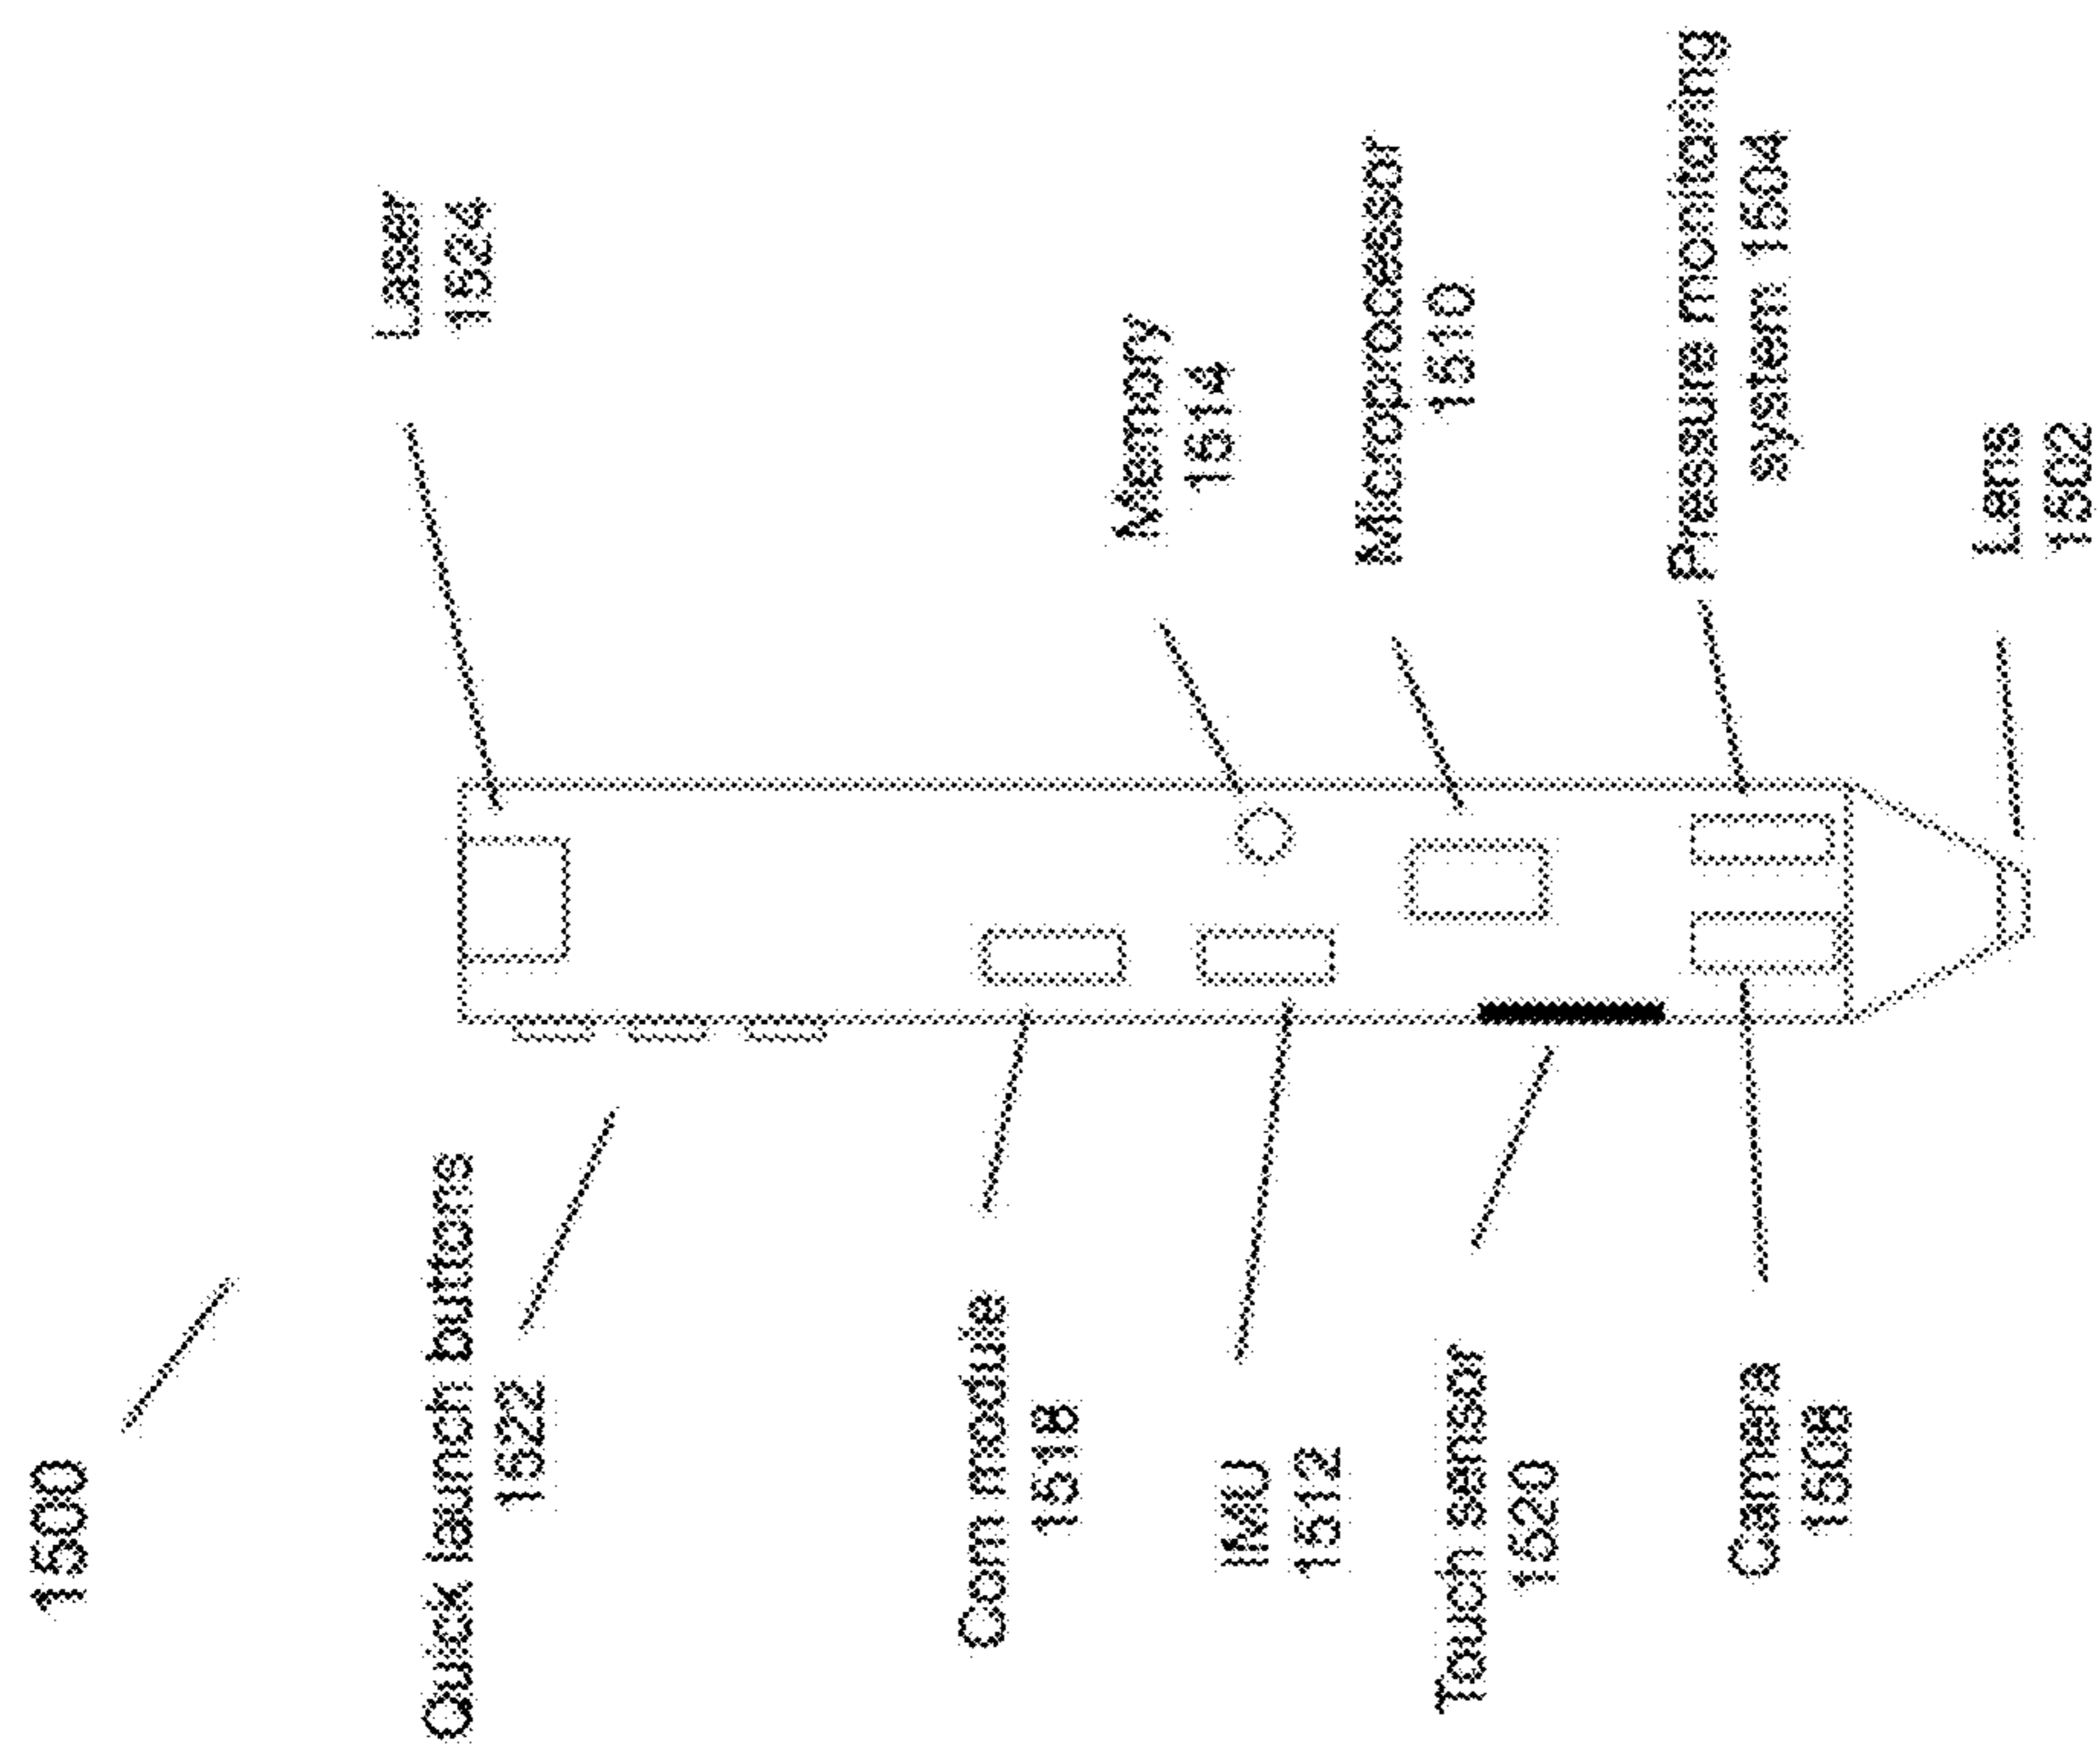 1500
Quick launch buttons
1522
Com module
1518
IMU
1512
Touch sensor
1520
Camera
1508
Laser
1524
Memory
1514
Microprocessor
1510
Pressure monitoring
system 1504
Lens
1502